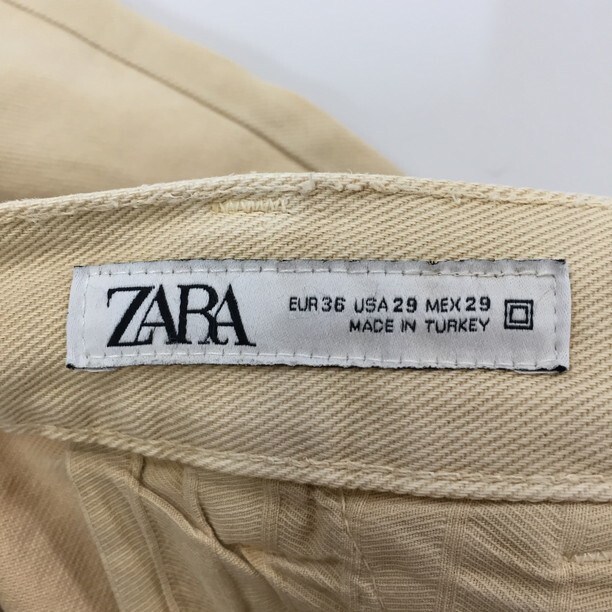 ZARA
EUR 36 USA 29 MEX 29
MADE IN TURKEY